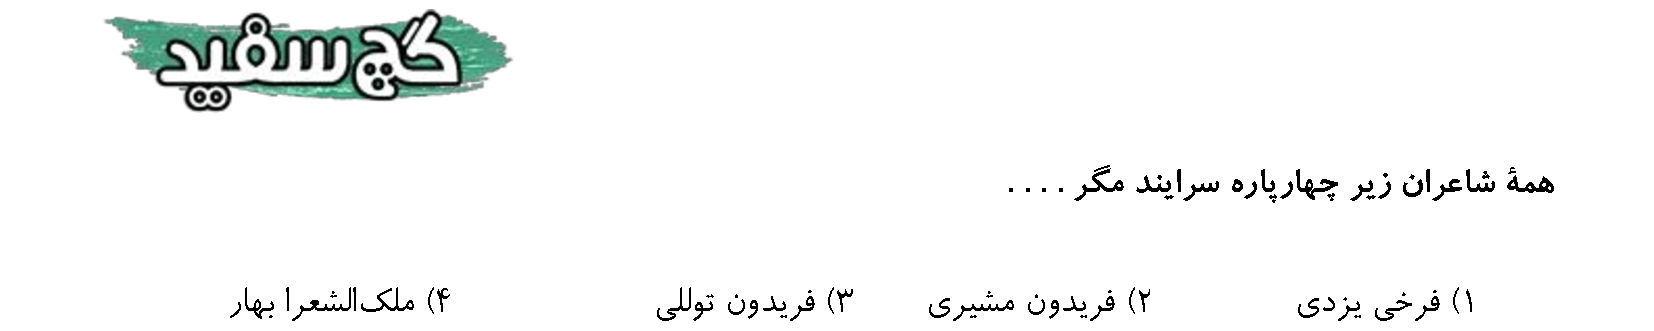 گچ سفید
همهٔ شاعران زیر چهارپاره سرایند مگر . . . .
۱) فرخی یزدی ۲) فریدون مشیری ۳) فریدون توللی ۴) ملک‌الشعرا بهار